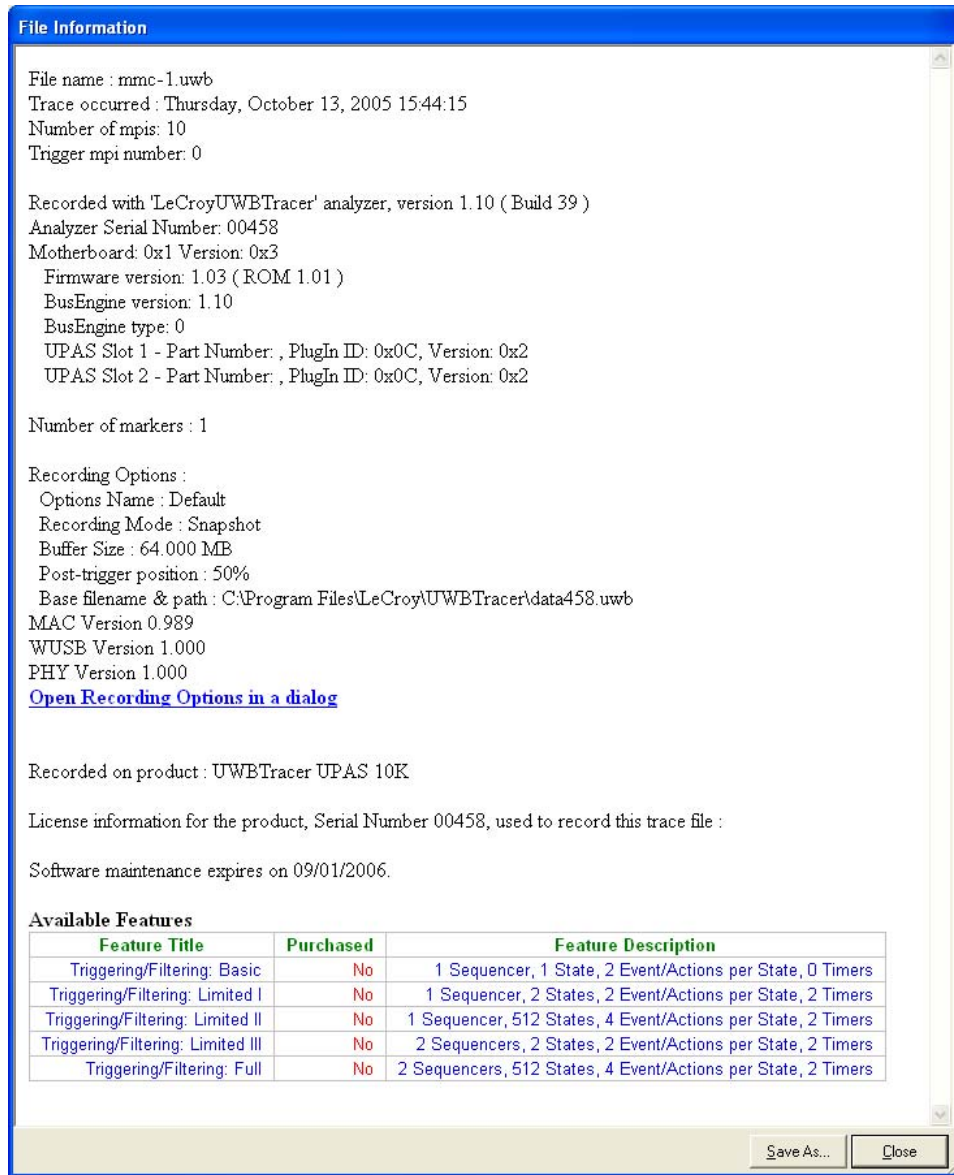 File Information
File name : mmc-1.uwb
Trace occurred : Thursday, October 13, 2005 15:44:15
Number of mpis: 10
Trigger mpi number: 0
Recorded with 'LeCroyUWBTracer' analyzer, version 1.10 ( Build 39 )
Analyzer Serial Number: 00458
Motherboard: 0x1 Version: 0x3
Firmware version: 1.03 ( ROM 1.01 )
BusEngine version: 1.10
BusEngine type: 0
UPAS Slot 1 - Part Number: , PlugIn ID: 0x0C, Version: 0x2
UPAS Slot 2 - Part Number: , PlugIn ID: 0x0C, Version: 0x2
Number of markers : 1
Recording Options :
Options Name : Default
Recording Mode : Snapshot
Buffer Size : 64.000 MB
Post-trigger position : 50%
Base filename & path : C:\Program Files\LeCroy\UWBTracer\data458.uwb
MAC Version 0.989
WUSB Version 1.000
PHY Version 1.000
Open Recording Options in a dialog
Recorded on product : UWBTracer UPAS 10K
License information for the product, Serial Number 00458, used to record this trace file :
Software maintenance expires on 09/01/2006.
Available Features
Feature Title Purchased Feature Description
Triggering/Filtering: Basic No 1 Sequencer, 1 State, 2 Event/Actions per State, 0 Timers
Triggering/Filtering: Limited I No 1 Sequencer, 2 States, 2 Event/Actions per State, 2 Timers
Triggering/Filtering: Limited II No 1 Sequencer, 512 States, 4 Event/Actions per State, 2 Timers
Triggering/Filtering: Limited III No 2 Sequencers, 2 States, 2 Event/Actions per State, 2 Timers
Triggering/Filtering: Full No 2 Sequencers, 512 States, 4 Event/Actions per State, 2 Timers
Save As... Close